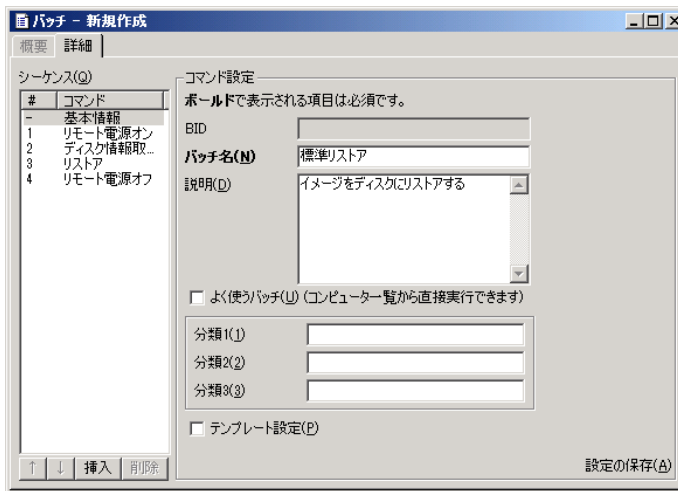 バッチ - 新規作成
概要 詳細
シーケンス(Q)
# コマンド
- 基本情報
1 リモート電源オン
2 ディスク情報取...
3 リストア
4 リモート電源オフ
↑ ↓ 挿入 削除
コマンド設定
ボールドで表示される項目は必須です。
BID
バッチ名(N) 標準リストア
説明(D) イメージをディスクにリストアする
よく使うバッチ(U) (コンピューター覧から直接実行できます)
分類1(1)
分類2(2)
分類3(3)
テンプレート設定(P)
設定の保存(A)